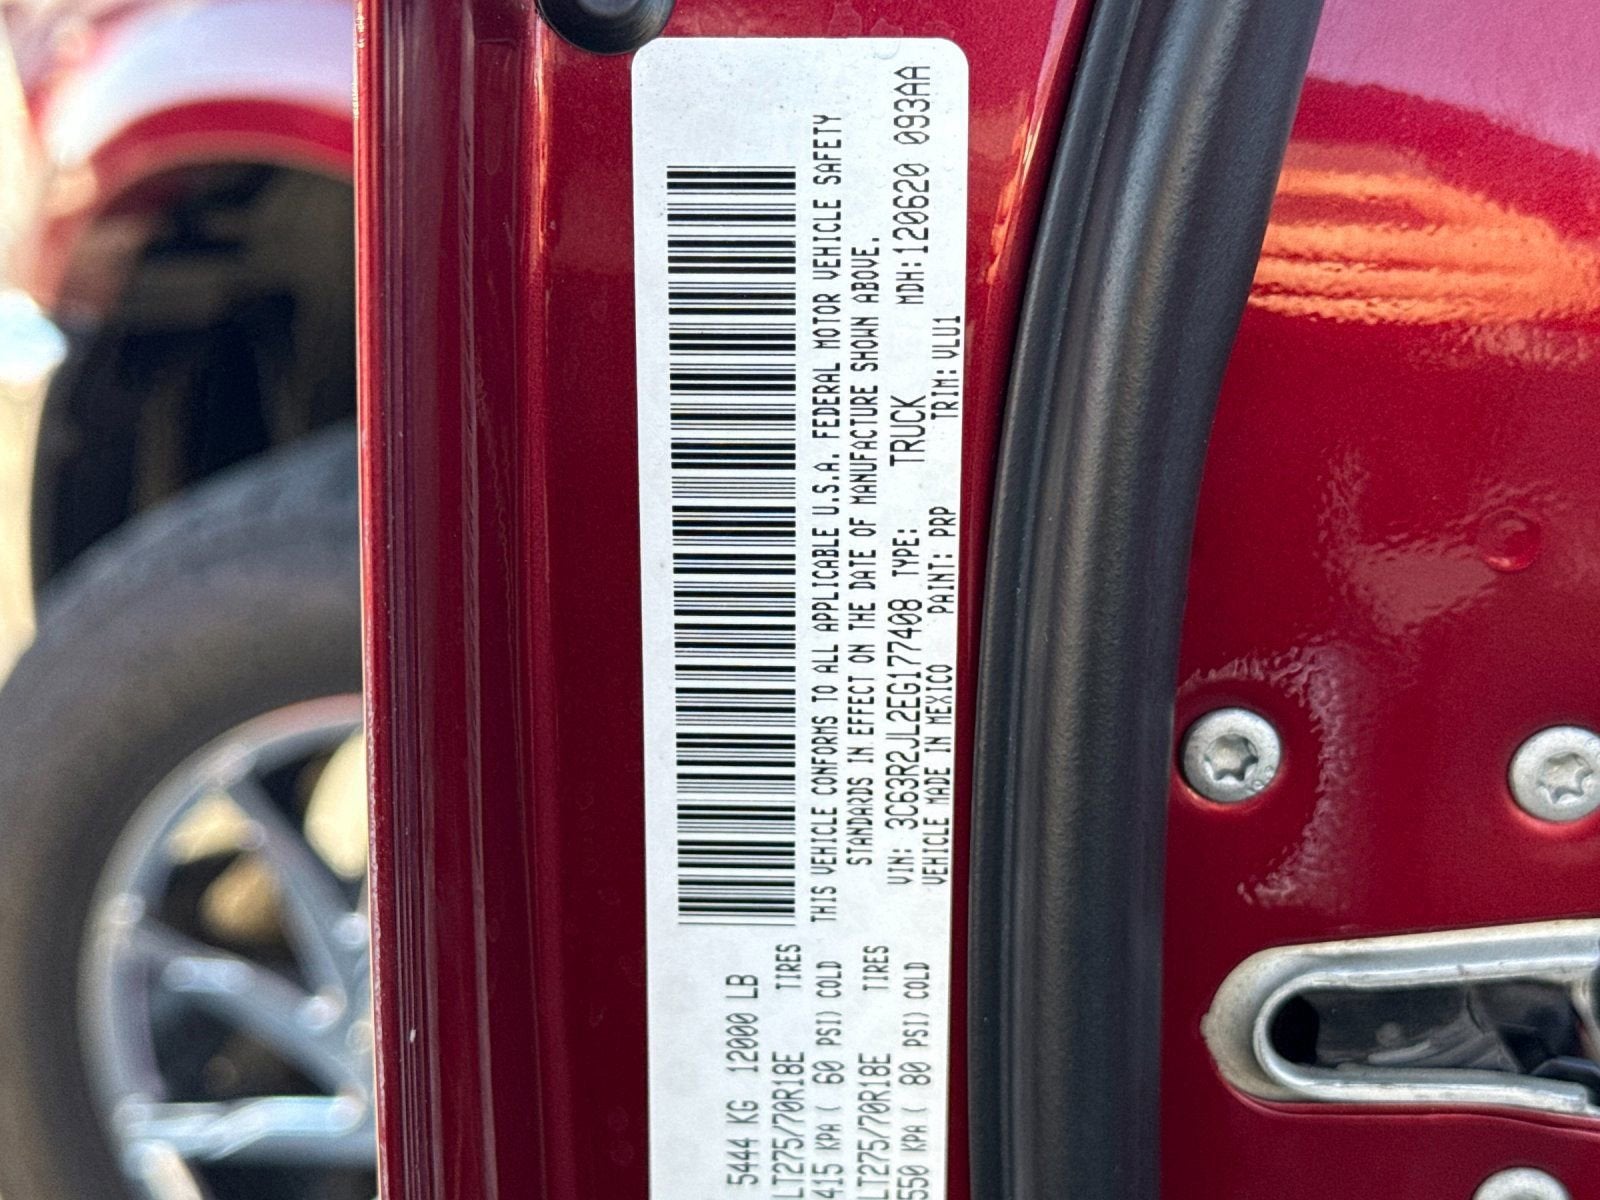 5444 KG 12000 LB
LT275/70R18E TIRES
415 KPA ( 60 PSI) COLD
LT275/70R18E TIRES
550 KPA ( 80 PSI) COLD
THIS VEHICLE CONFORMS TO ALL APPLICABLE U.S.A. FEDERAL MOTOR VEHICLE SAFETY
STANDARDS IN EFFECT ON THE DATE OF MANUFACTURE SHOWN ABOVE.
VIN: 3C63R2JL2EG177408 TYPE: TRUCK MDH:120620 093AA
VEHICLE MADE IN MEXICO PAINT: PRP TRIM: VLU1